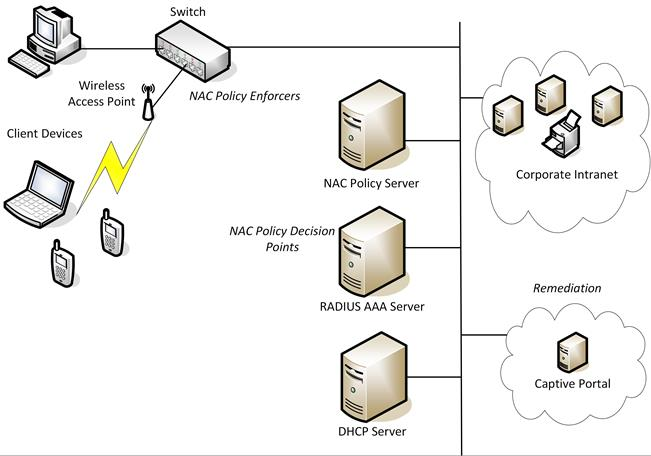 Switch
Wireless
Access Point
NAC Policy Enforcers
Client Devices
NAC Policy Server
Corporate Intranet
NAC Policy Decision
Points
RADIUS AAA Server
Remediation
Captive Portal
DHCP Server